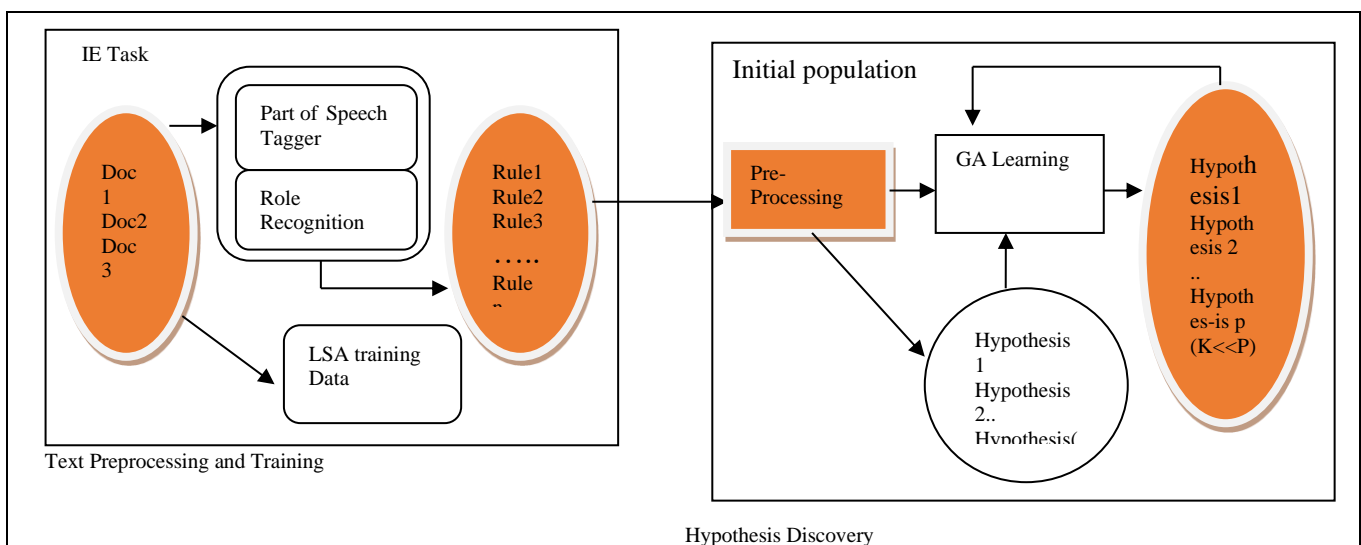 IE Task
Part of Speech
Tagger
Role
Recognition
Doc
1
Doc2
Doc
3
Rule1
Rule2
Rule3
…..
Rule
LSA training
Data
Text Preprocessing and Training
Initial population
Pre-
Processing
GA Learning
Hypothesis
1
Hypothesis
2..
Hypothesis(
Hypoth
esis1
Hypoth
esis 2
..
Hypoth
es-is p
(K<<P)
Hypothesis Discovery